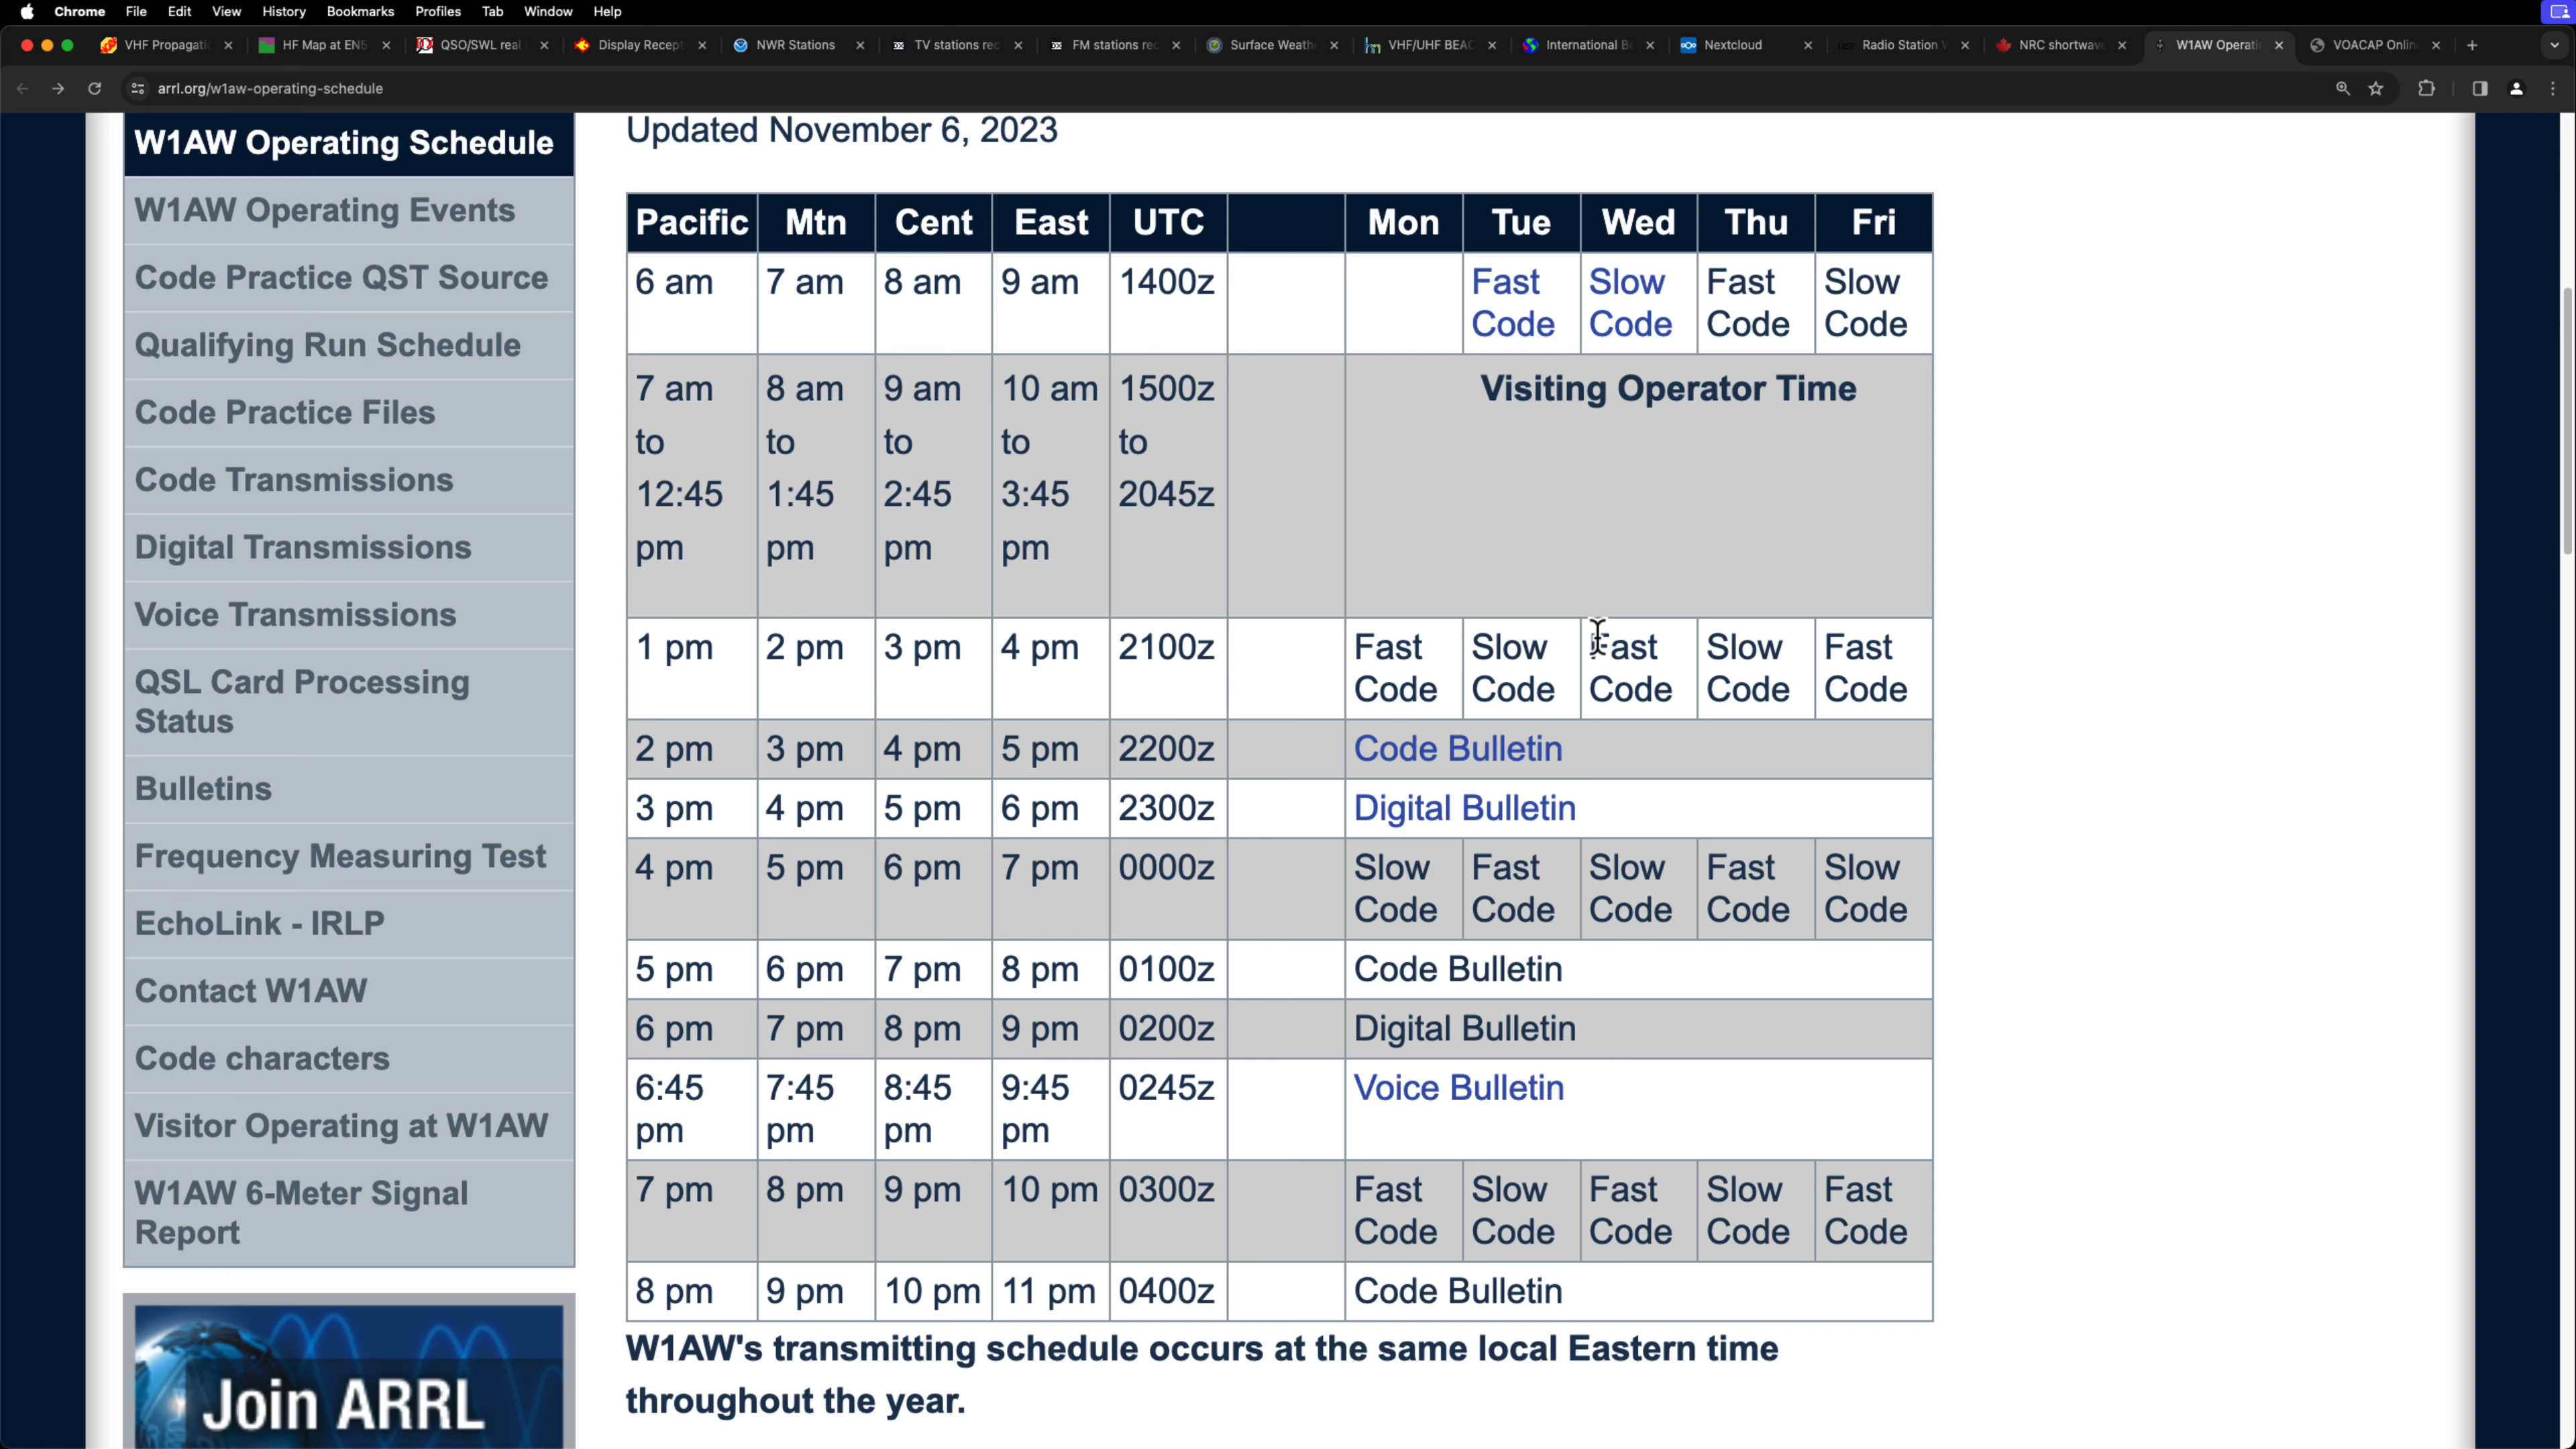 Chrome File Edit View History Bookmarks Profiles Tab Window Help
VHF Propagati HF Map at EN5 QSO/SWL real Display Recept NWR Stations TV stations rec FM stations rec Surface Weath VHF/UHF BEAC International B Nextcloud Radio Station NRC shortwav W1AW Operati VOACAP Onlin
arrl.org/w1aw-operating-schedule
W1AW Operating Schedule
W1AW Operating Events
Code Practice QST Source
Qualifying Run Schedule
Code Practice Files
Code Transmissions
Digital Transmissions
Voice Transmissions
QSL Card Processing
Status
Bulletins
Frequency Measuring Test
EchoLink - IRLP
Contact W1AW
Code characters
Visitor Operating at W1AW
W1AW 6-Meter Signal
Report
Join ARRL
Updated November 6, 2023
Pacific Mtn Cent East UTC Mon Tue Wed Thu Fri
6 am 7 am 8 am 9 am 1400z Fast Slow Fast Slow
Code Code Code Code
7 am 8 am 9 am 10 am 1500z Visiting Operator Time
to to to to to
12:45 1:45 2:45 3:45 2045z
pm pm pm pm
1 pm 2 pm 3 pm 4 pm 2100z Fast Slow Fast Slow Fast
Code Code Code Code Code
2 pm 3 pm 4 pm 5 pm 2200z Code Bulletin
3 pm 4 pm 5 pm 6 pm 2300z Digital Bulletin
4 pm 5 pm 6 pm 7 pm 0000z Slow Fast Slow Fast Slow
Code Code Code Code Code
5 pm 6 pm 7 pm 8 pm 0100z Code Bulletin
6 pm 7 pm 8 pm 9 pm 0200z Digital Bulletin
6:45 7:45 8:45 9:45 0245z Voice Bulletin
pm pm pm pm
7 pm 8 pm 9 pm 10 pm 0300z Fast Slow Fast Slow Fast
Code Code Code Code Code
8 pm 9 pm 10 pm 11 pm 0400z Code Bulletin
W1AW's transmitting schedule occurs at the same local Eastern time
throughout the year.